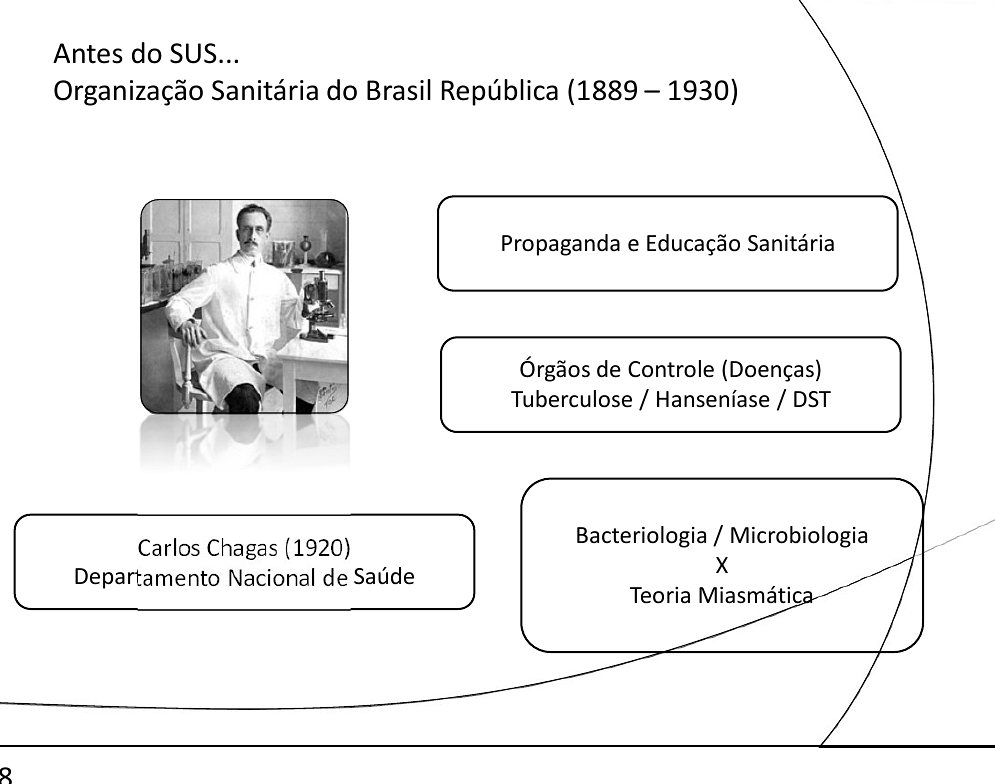 Antes do SUS...
Organização Sanitária do Brasil República (1889 – 1930)
Propaganda e Educação Sanitária
Órgãos de Controle (Doenças)
Tuberculose / Hanseníase / DST
Bacteriologia / Microbiologia
X
Teoria Miasmática
Carlos Chagas (1920)
Departamento Nacional de Saúde
8